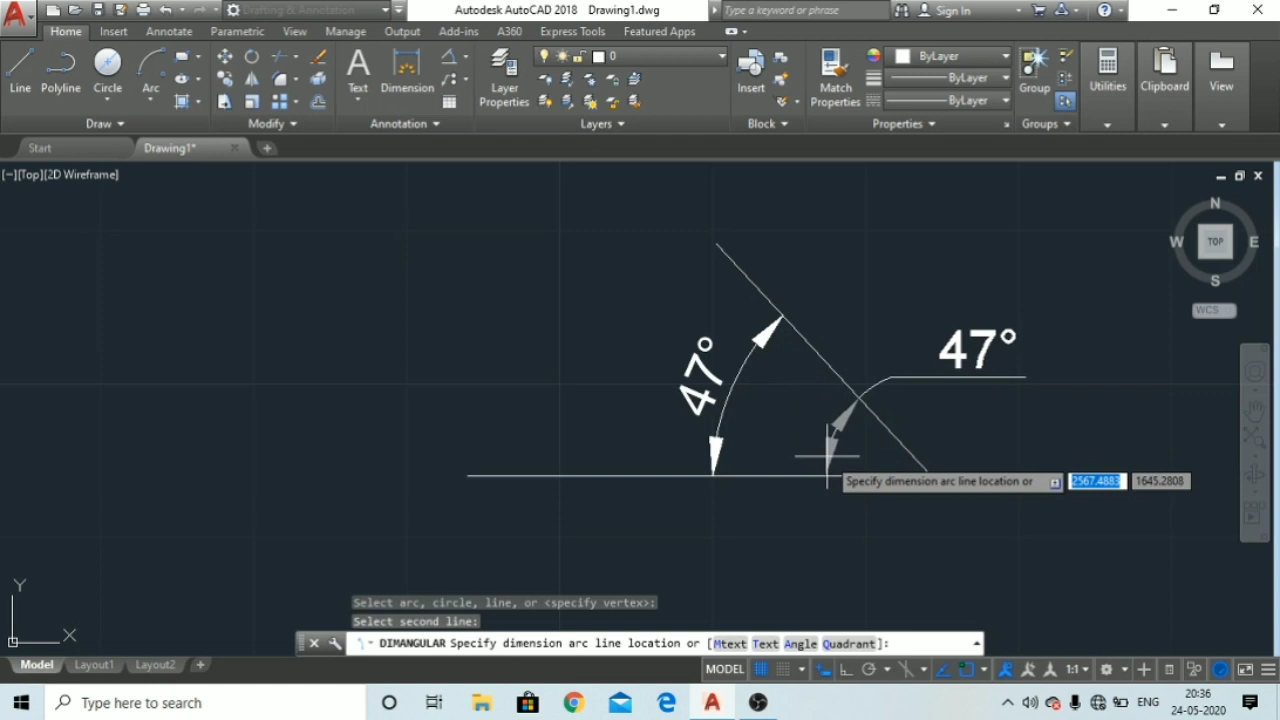 Drafting & Annotation
Autodesk AutoCAD 2018 Drawing1.dwg
Type a keyword or phrase
Sign In
Home Insert Annotate Parametric View Manage Output Add-ins A360 Express Tools Featured Apps
Line Polyline Circle Arc
Text Dimension
Layer Properties
0
Insert
Match Properties
ByLayer
ByLayer
ByLayer
Group
Utilities Clipboard View
Draw Modify Annotation Layers Block Properties Groups
Start Drawing1*
[−][Top][2D Wireframe]
N
W TOP E
S
WCS
47°
47°
Specify dimension arc line location or 2567.4883 1645.2808
Y
X
Select arc, circle, line, or <specify vertex>:
Select second line:
DIMANGULAR Specify dimension arc line location or [Mtext Text Angle Quadrant]:
Model Layout1 Layout2
MODEL 1:1
Type here to search
ENG
20:36
24-05-2020